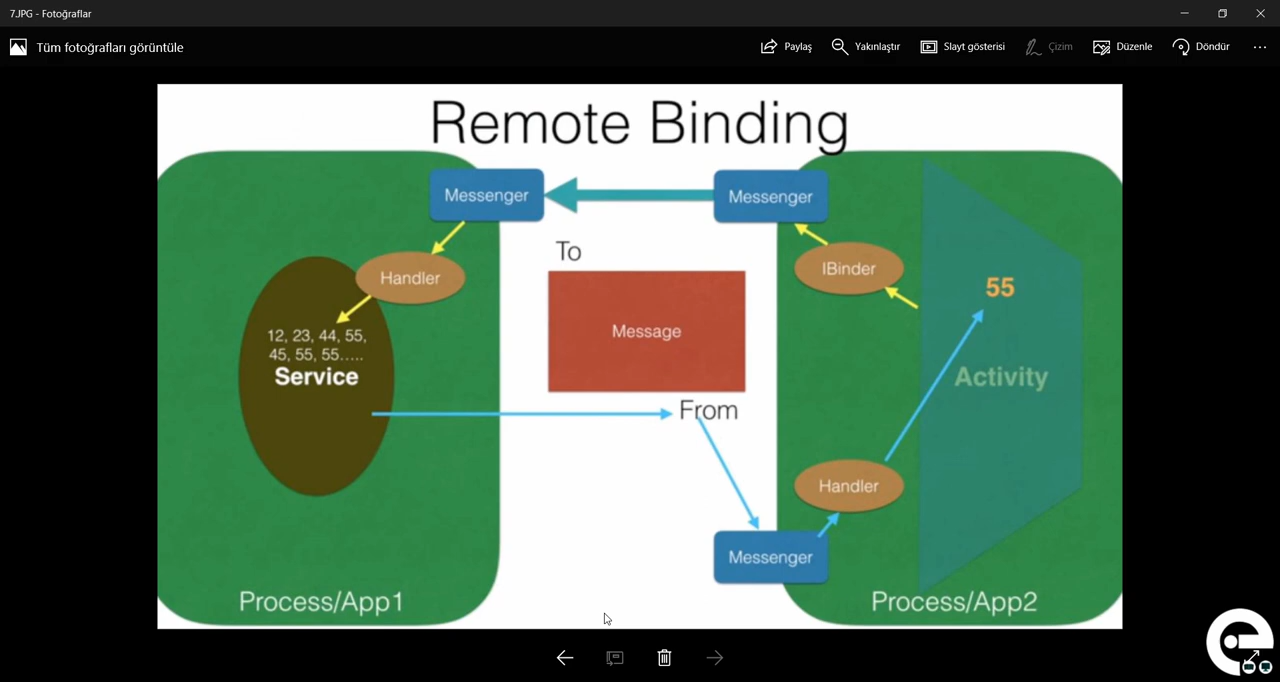 7.JPG - Fotoğraflar
Tüm fotoğrafları görüntüle
Paylaş
Yakınlaştır
Slayt gösterisi
Çizim
Düzenle
Döndür
Remote Binding
Messenger
Messenger
To
Handler
IBinder
55
Message
12, 23, 44, 55,
45, 55, 55.....
Service
Activity
From
Handler
Messenger
Process/App1
Process/App2